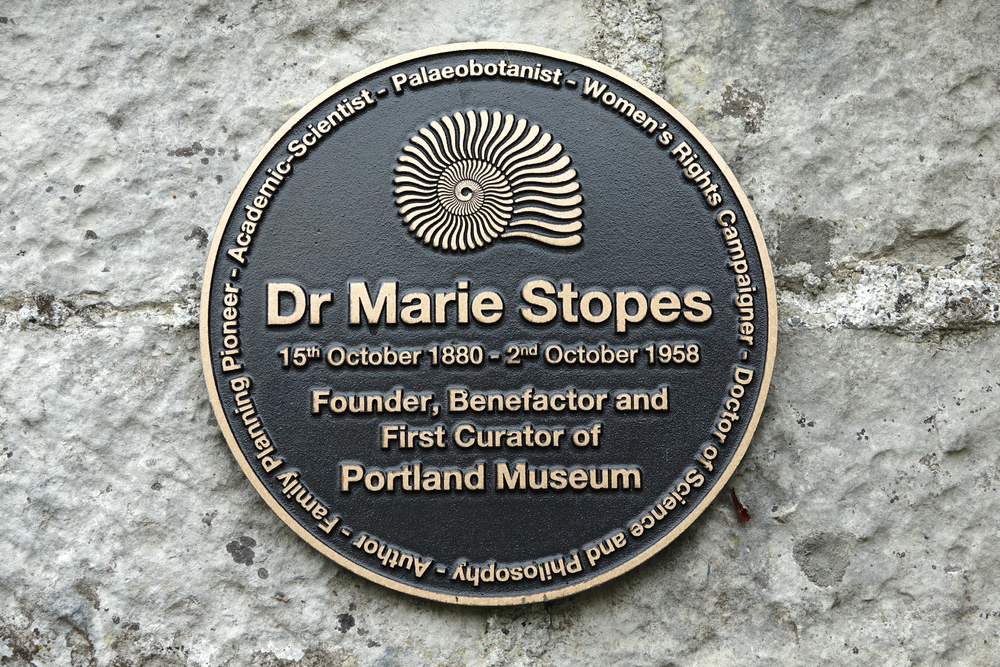 Academic-Scientist - Palaeobotanist - Women's Rights Campaigner - Doctor of Science and Philosophy - Author - Family Planning Pioneer -
Dr Marie Stopes
15th October 1880 - 2nd October 1958
Founder, Benefactor and
First Curator of
Portland Museum